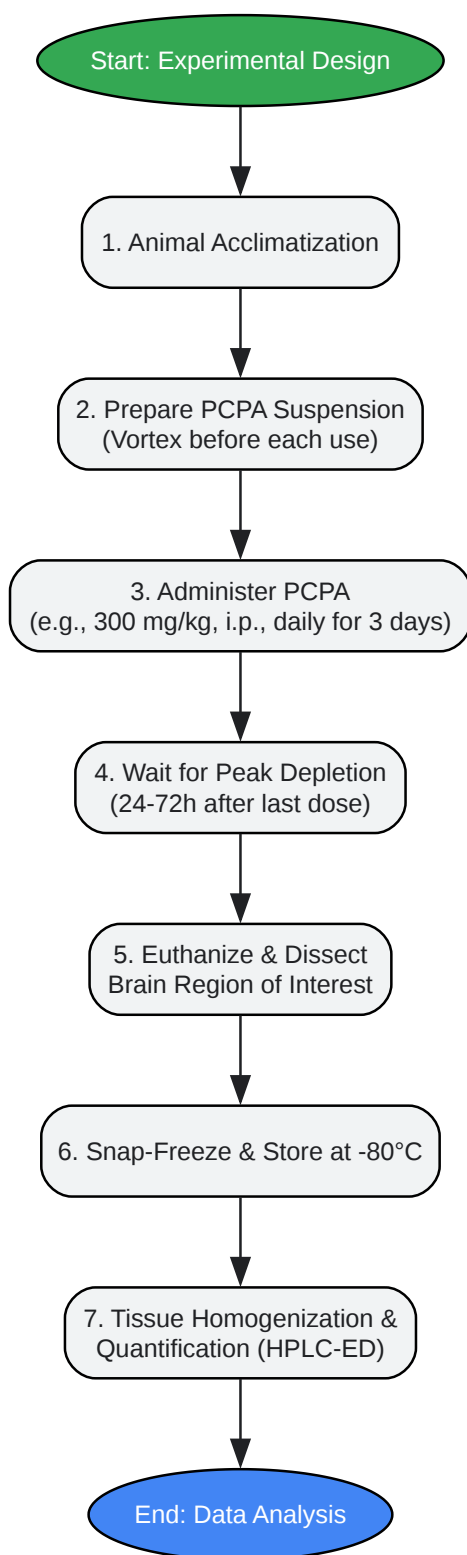 Start: Experimental Design
1. Animal Acclimatization
2. Prepare PCPA Suspension
(Vortex before each use)
3. Administer PCPA
(e.g., 300 mg/kg, i.p., daily for 3 days)
4. Wait for Peak Depletion
(24-72h after last dose)
5. Euthanize & Dissect
Brain Region of Interest
6. Snap-Freeze & Store at -80°C
7. Tissue Homogenization &
Quantification (HPLC-ED)
End: Data Analysis